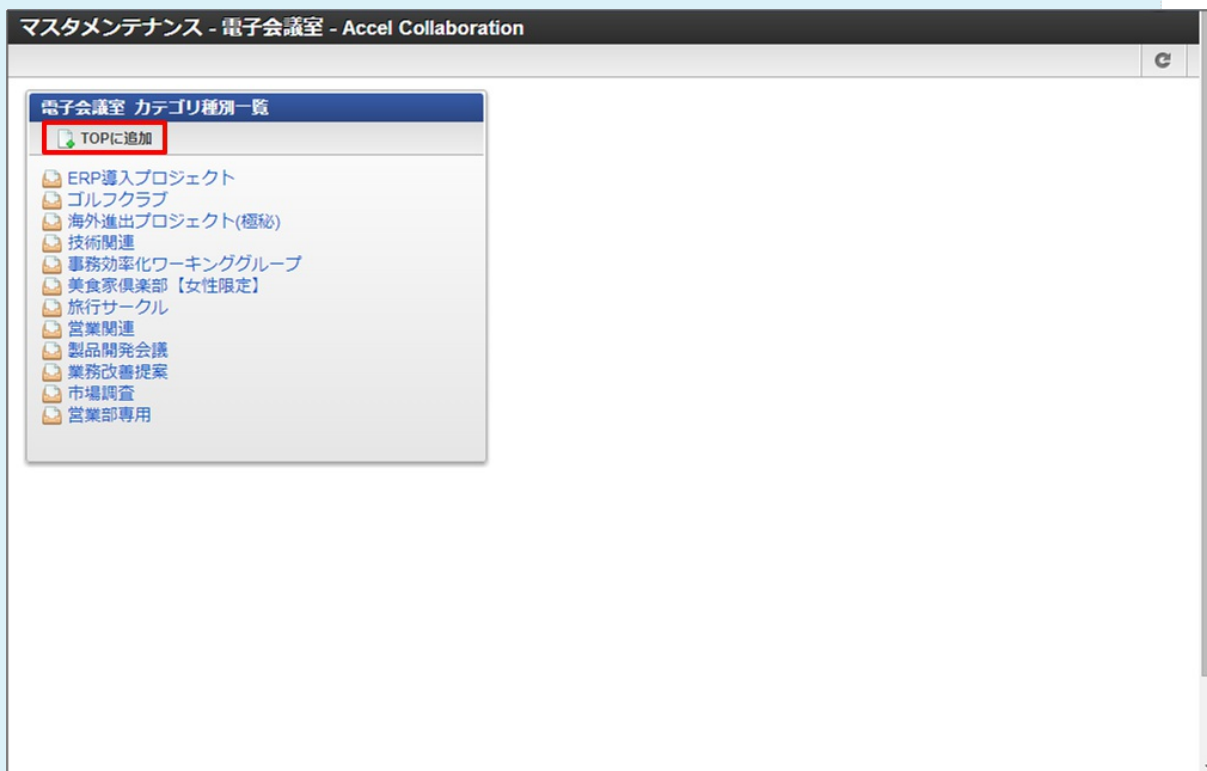 マスタメンテナンス - 電子会議室 - Accel Collaboration
電子会議室 カテゴリ種別一覧
TOPに追加
ERP導入プロジェクト
ゴルフクラブ
海外進出プロジェクト(極秘)
技術関連
事務効率化ワーキンググループ
美食家倶楽部【女性限定】
旅行サークル
営業関連
製品開発会議
業務改善提案
市場調査
営業部専用